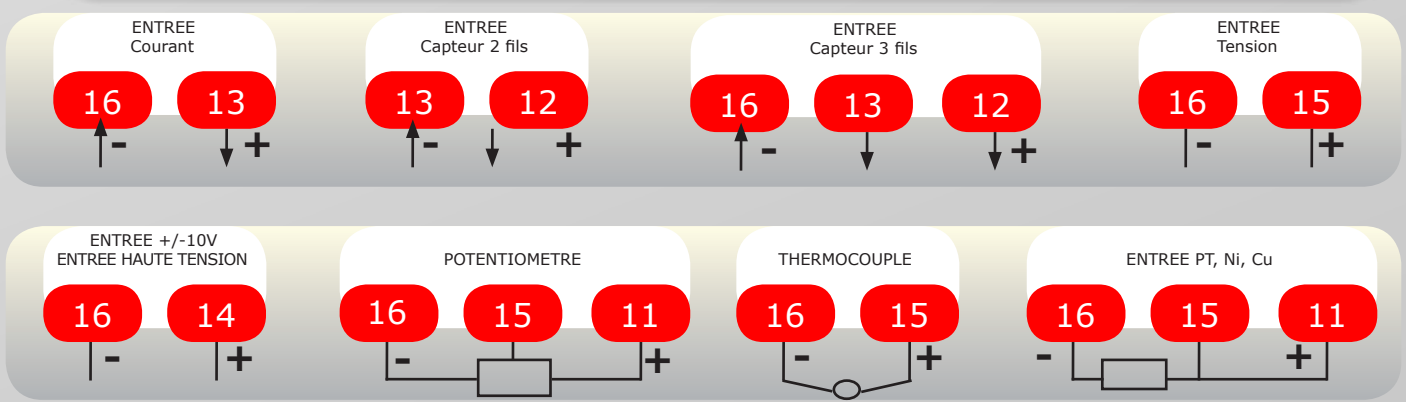 ENTREE
Courant
16 13
- +
ENTREE
Capteur 2 fils
13 12
- +
ENTREE
Capteur 3 fils
16 13 12
- +
ENTREE
Tension
16 15
- +
ENTREE +/-10V
ENTREE HAUTE TENSION
16 14
- +
POTENTIOMETRE
16 15 11
- +
THERMOCOUPLE
16 15
- +
ENTREE PT, Ni, Cu
16 15 11
- +